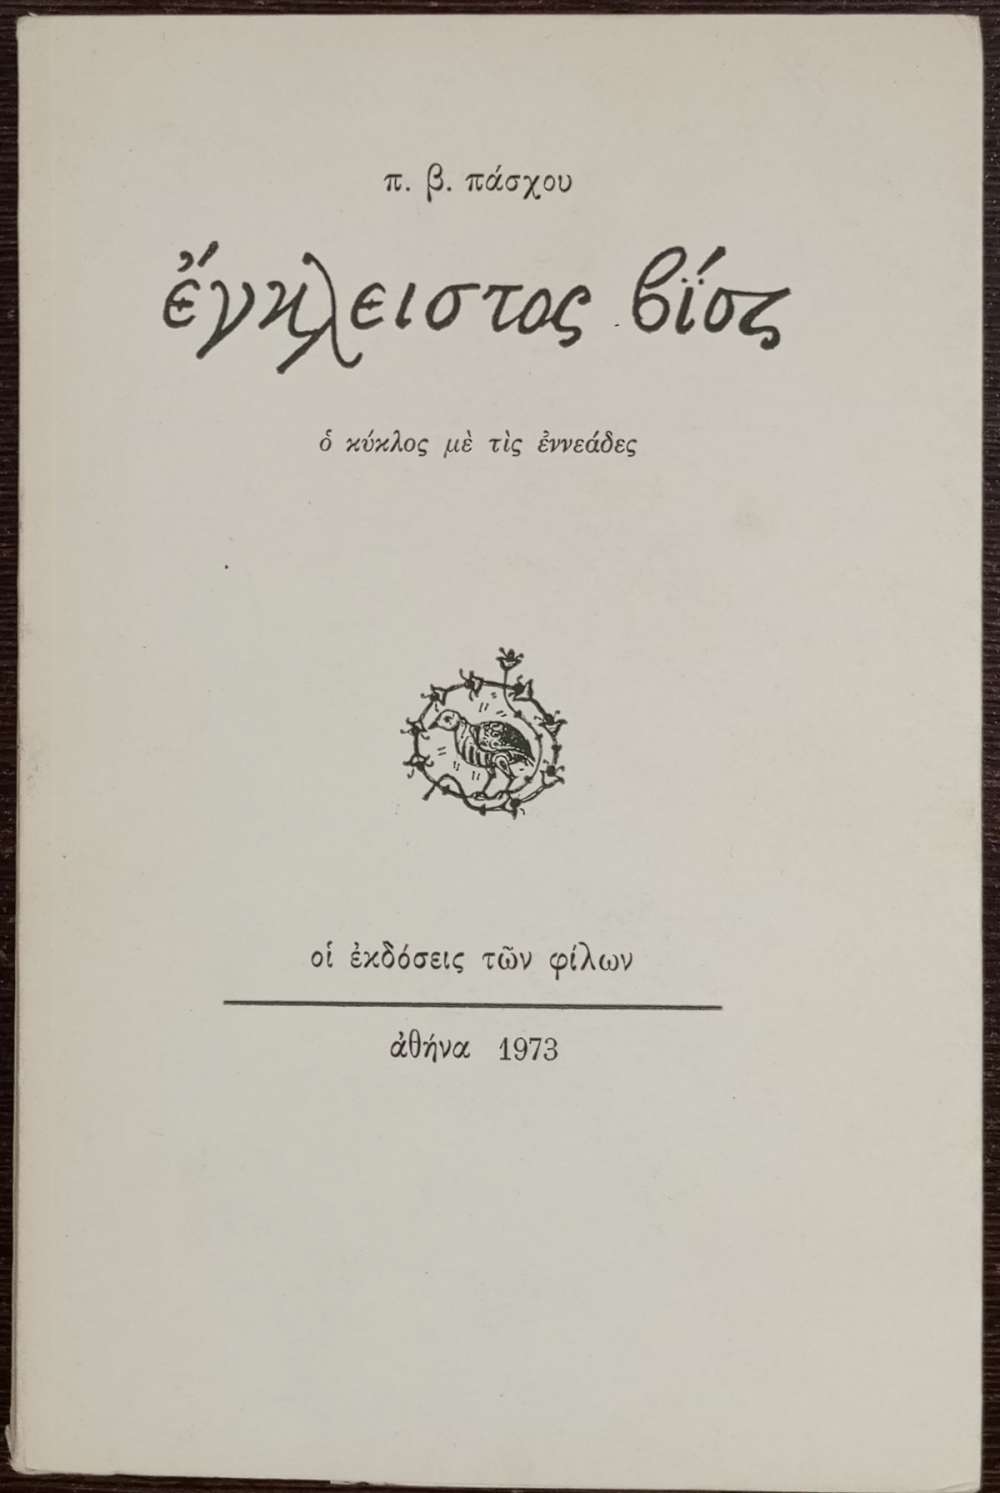 π. β. πάσχου
ἔγκλειστος βίος
ὁ κύκλος μὲ τὶς ἐννεάδες
οἱ ἐκδόσεις τῶν φίλων
ἀθήνα 1973